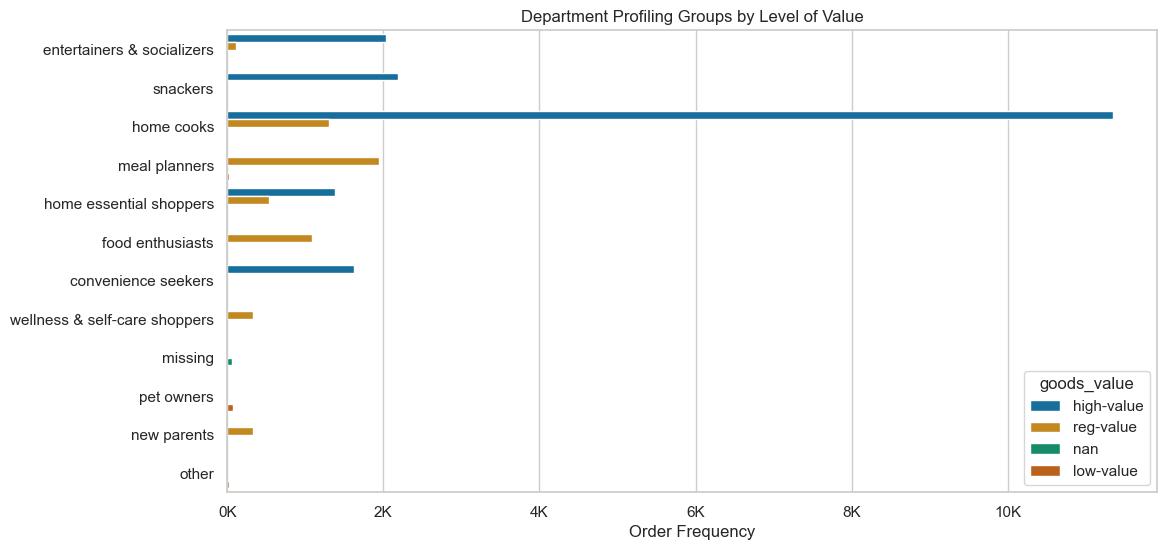 Department Profiling Groups by Level of Value
entertainers & socializers
snackers
home cooks
meal planners
home essential shoppers
food enthusiasts
convenience seekers
wellness & self-care shoppers
missing
pet owners
new parents
other
goods_value
high-value
reg-value
nan
low-value
0K 2K 4K 6K 8K 10K
Order Frequency